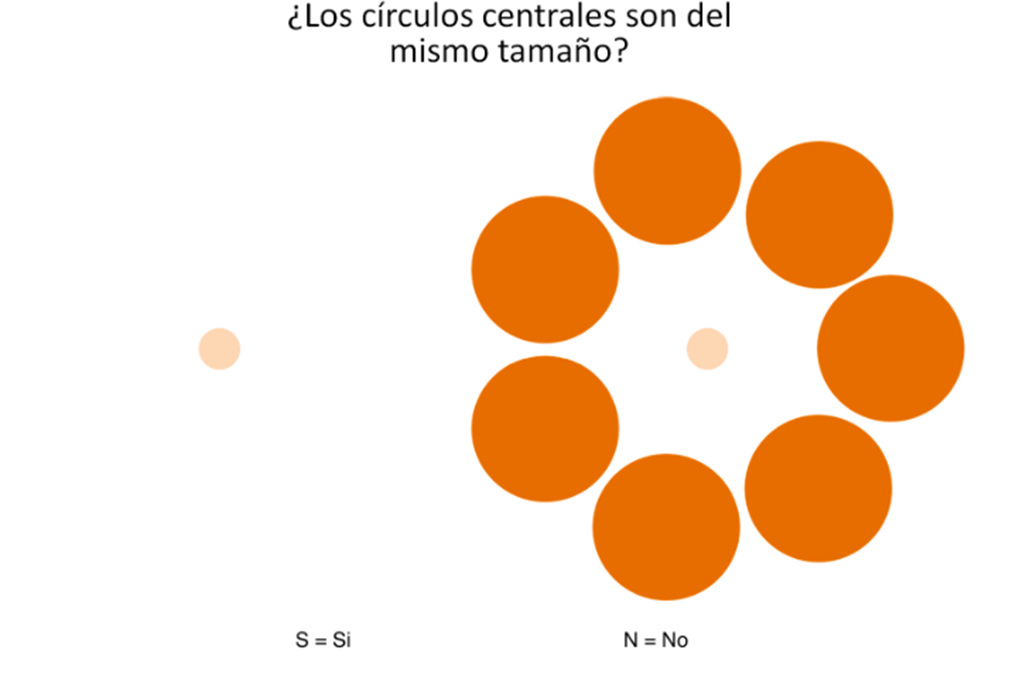 ¿Los círculos centrales son del
mismo tamaño?
S = Si
N = No